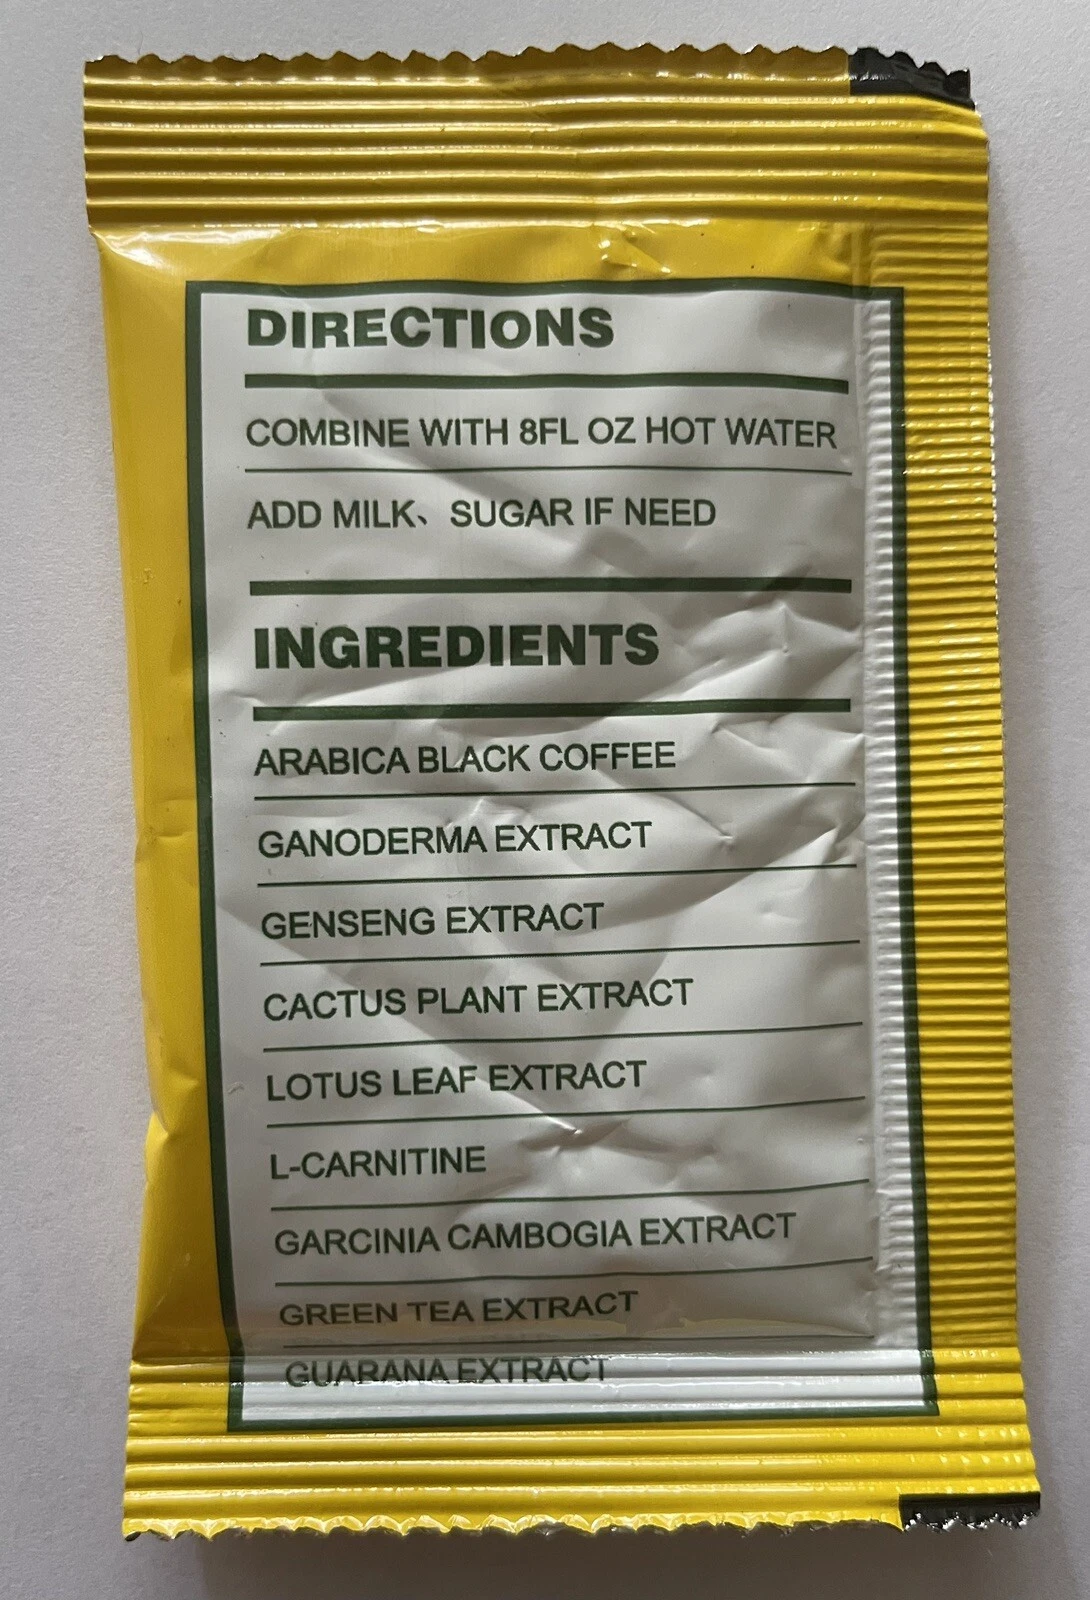 DIRECTIONS
COMBINE WITH 8FL OZ HOT WATER
ADD MILK、 SUGAR IF NEED
INGREDIENTS
ARABICA BLACK COFFEE
GANODERMA EXTRACT
GENSENG EXTRACT
CACTUS PLANT EXTRACT
LOTUS LEAF EXTRACT
L-CARNITINE
GARCINIA CAMBOGIA EXTRACT
GREEN TEA EXTRACT
GUARANA EXTRACT